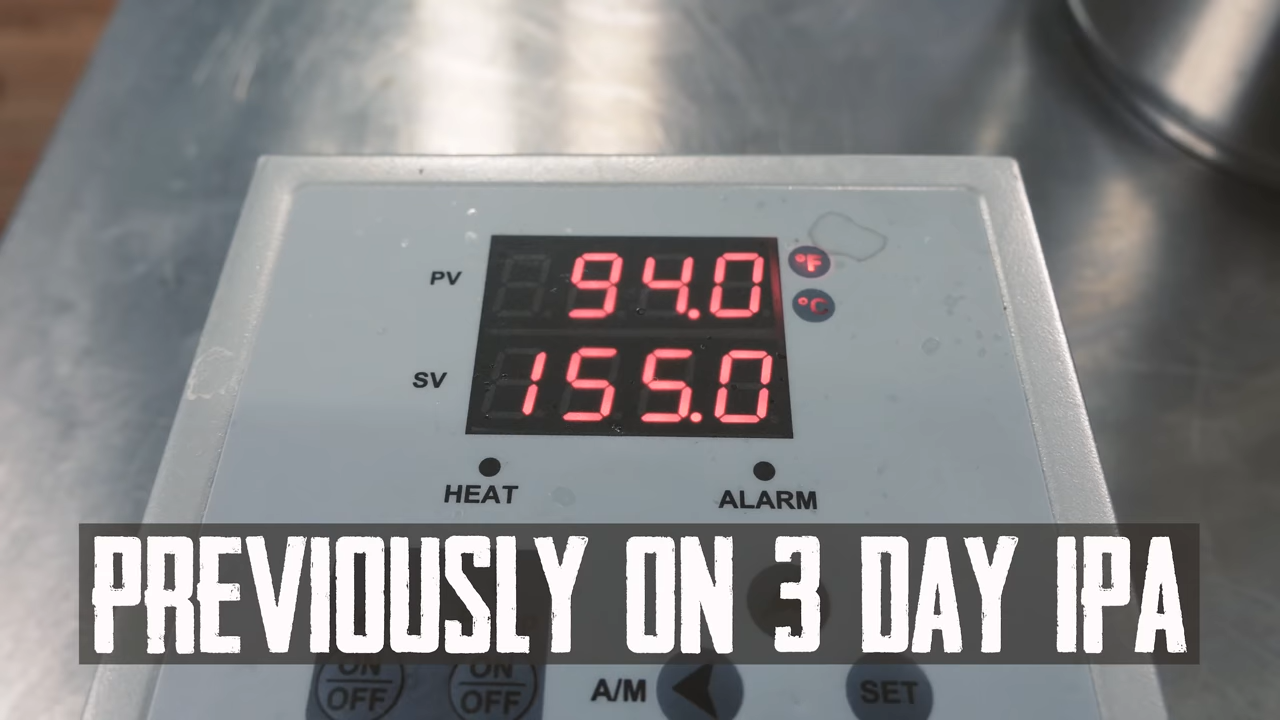 PV 94.0 °F
°C
SV 155.0
HEAT ALARM
PREVIOUSLY ON 3 DAY IPA
ON ON
OFF OFF A/M SET